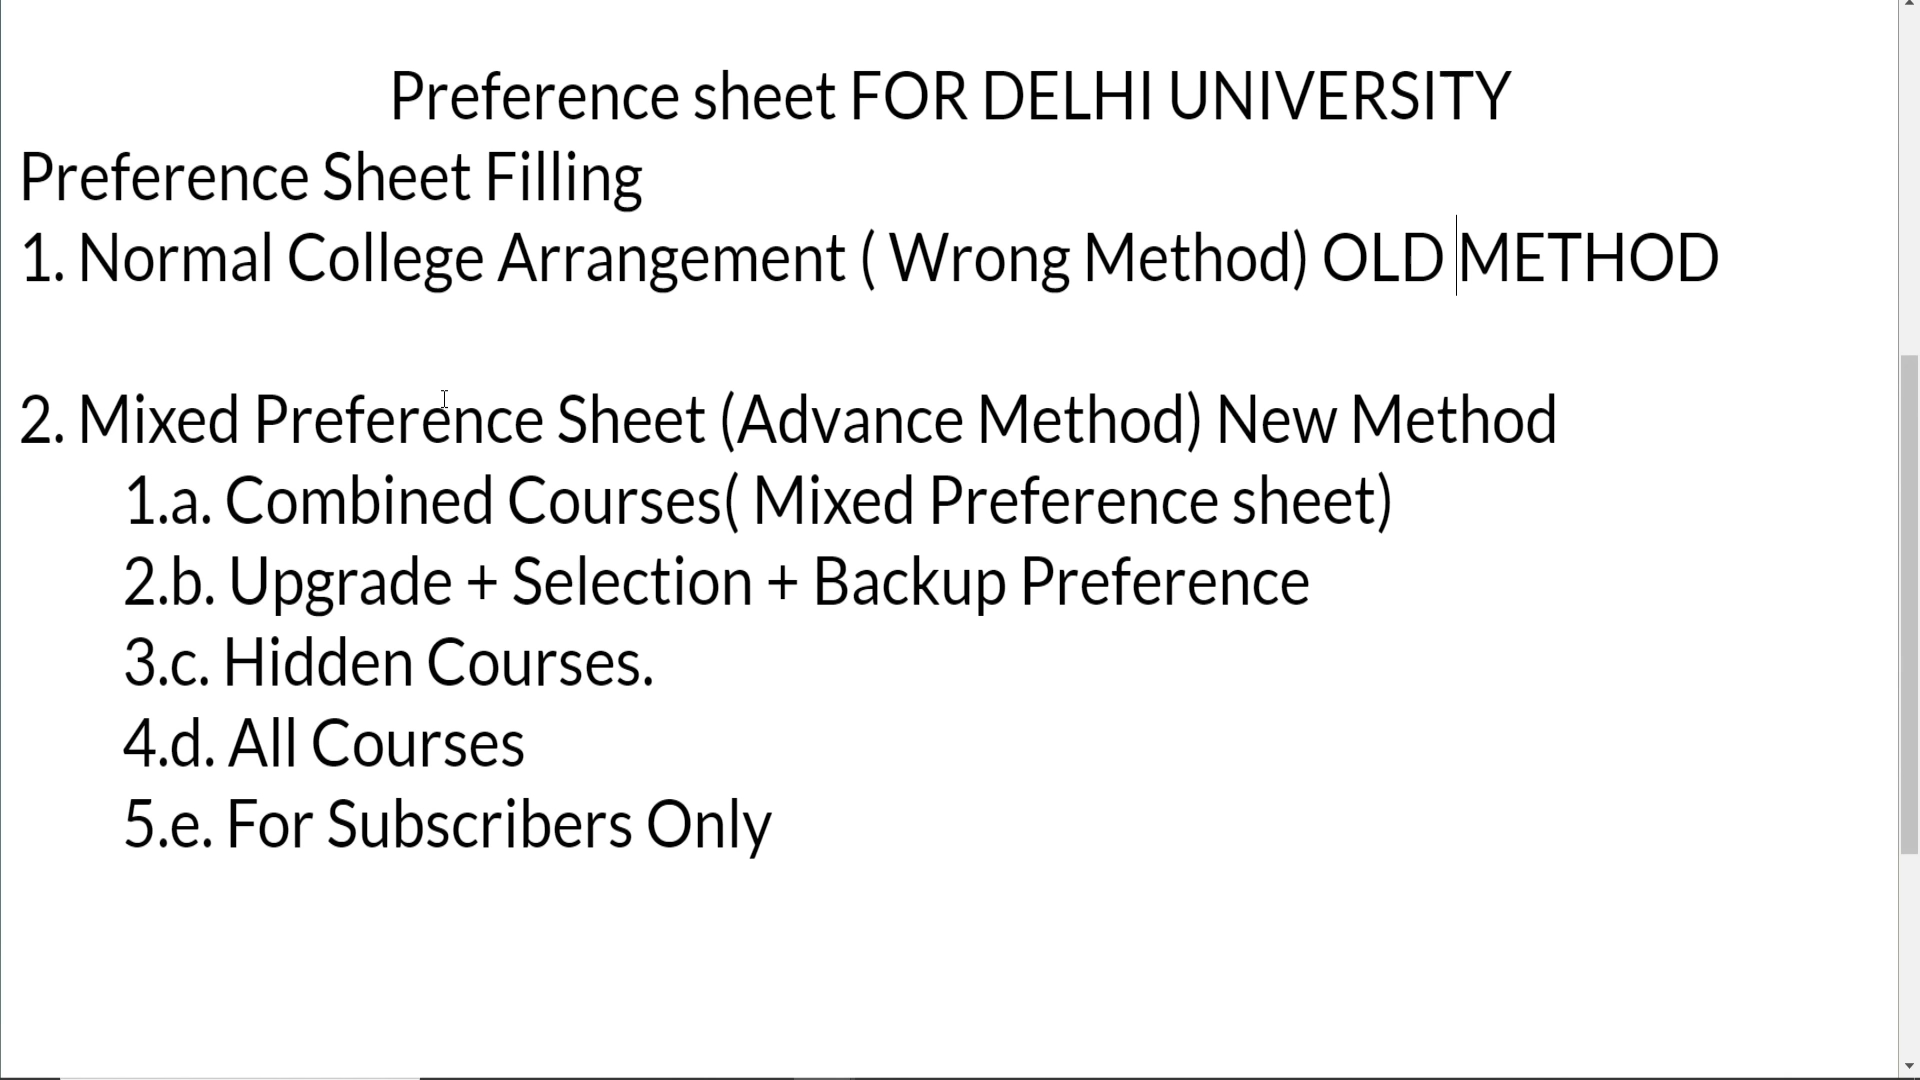 Preference sheet FOR DELHI UNIVERSITY
Preference Sheet Filling
1. Normal College Arrangement ( Wrong Method) OLD METHOD
2. Mixed Preference Sheet (Advance Method) New Method
1.a. Combined Courses( Mixed Preference sheet)
2.b. Upgrade + Selection + Backup Preference
3.c. Hidden Courses.
4.d. All Courses
5.e. For Subscribers Only